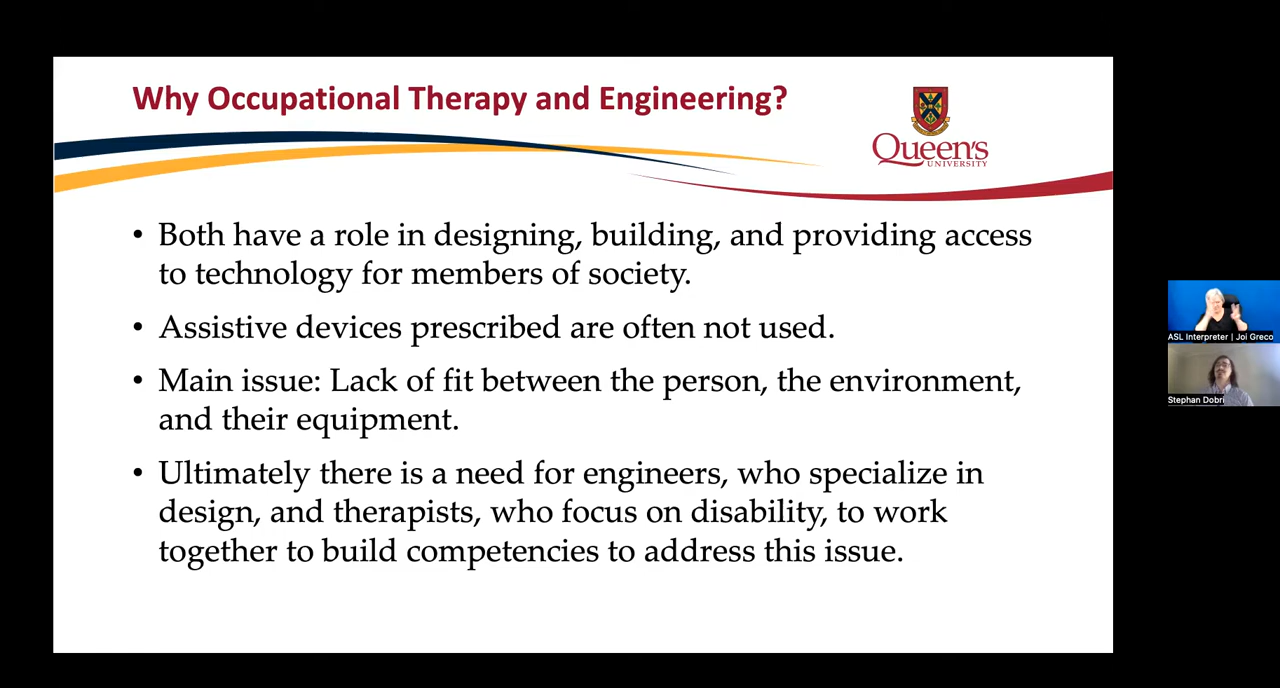 Why Occupational Therapy and Engineering?
Queen's
UNIVERSITY
• Both have a role in designing, building, and providing access
to technology for members of society.
• Assistive devices prescribed are often not used.
• Main issue: Lack of fit between the person, the environment,
and their equipment.
• Ultimately there is a need for engineers, who specialize in
design, and therapists, who focus on disability, to work
together to build competencies to address this issue.
ASL Interpreter | Jol Greco
Stephan Dobri